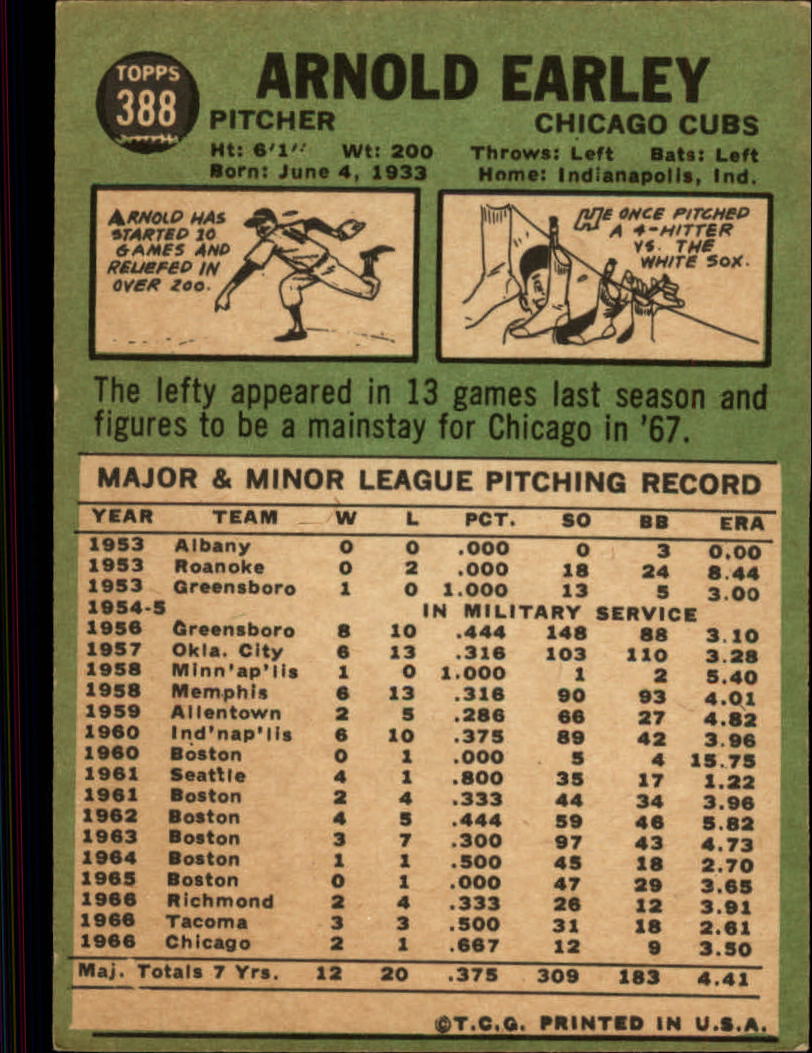 TOPPS
388
ARNOLD EARLEY
PITCHER CHICAGO CUBS
Ht: 6'1" Wt: 200 Throws: Left Bats: Left
Born: June 4, 1933 Home: Indianapolis, Ind.
ARNOLD HAS
STARTED 10
GAMES AND
RELIEFED IN
OVER 200.
HE ONCE PITCHED
A 4-HITTER
VS. THE
WHITE SOX.
The lefty appeared in 13 games last season and
figures to be a mainstay for Chicago in '67.
MAJOR & MINOR LEAGUE PITCHING RECORD
YEAR TEAM W L PCT. SO BB ERA
1953 Albany 0 0 .000 0 3 0.00
1953 Roanoke 0 2 .000 18 24 8.44
1953 Greensboro 1 0 1.000 13 5 3.00
1954-5 IN MILITARY SERVICE
1956 Greensboro 8 10 .444 148 88 3.10
1957 Okla. City 6 13 .316 103 110 3.28
1958 Minn'ap'lis 1 0 1.000 1 2 5.40
1958 Memphis 6 13 .316 90 93 4.01
1959 Allentown 2 5 .286 66 27 4.82
1960 Ind'nap'lis 6 10 .375 89 42 3.96
1960 Boston 0 1 .000 5 4 15.75
1961 Seattle 4 1 .800 35 17 1.22
1961 Boston 2 4 .333 44 34 3.96
1962 Boston 4 5 .444 59 46 5.82
1963 Boston 3 7 .300 97 43 4.73
1964 Boston 1 1 .500 45 18 2.70
1965 Boston 0 1 .000 47 29 3.65
1966 Richmond 2 4 .333 26 12 3.91
1966 Tacoma 3 3 .500 31 18 2.61
1966 Chicago 2 1 .667 12 9 3.50
Maj. Totals 7 Yrs. 12 20 .375 309 183 4.41
©T.C.G. PRINTED IN U.S.A.